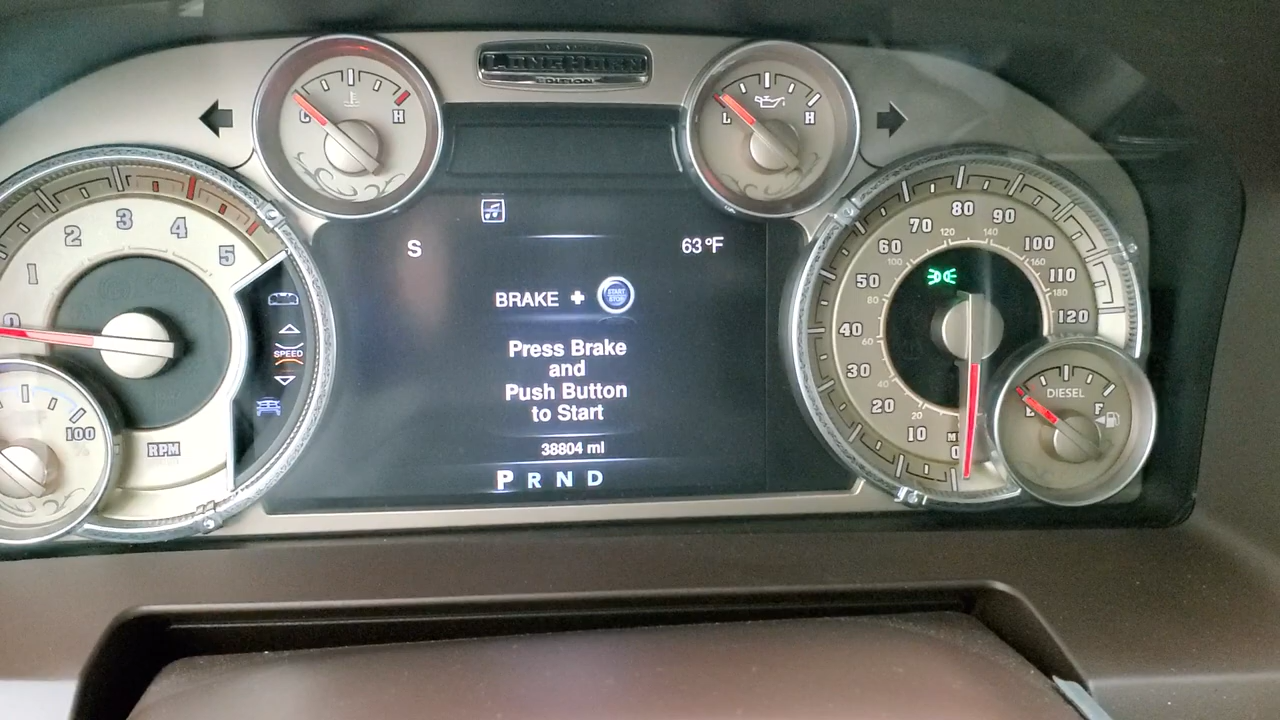 LONGHORN
EDITION
C H
L H
S
63 °F
BRAKE + START STOP
Press Brake
and
Push Button
to Start
38804 mi
P R N D
0 1 2 3 4 5
RPM
SPEED
100
0 10 20 30 40 50 60 70 80 90 100 110 120
20 40 60 80 100 120 140 160 180
DIESEL
E F